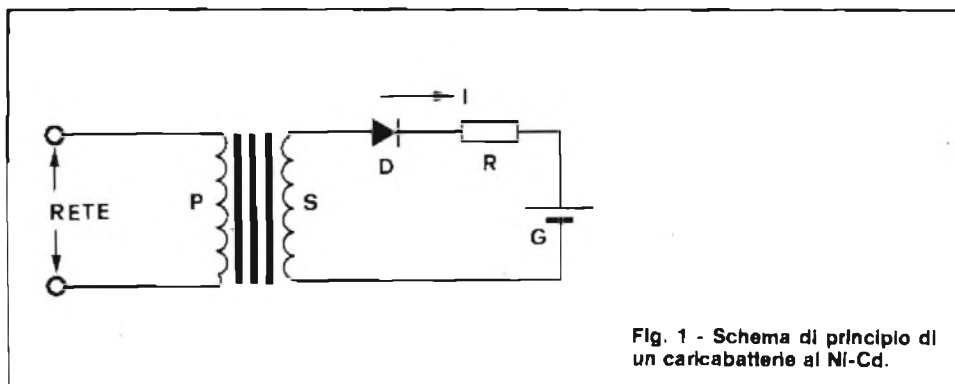 I
D
R
P
S
RETE
G
Fig. 1 - Schema di principio di
un caricabatterie al Ni-Cd.